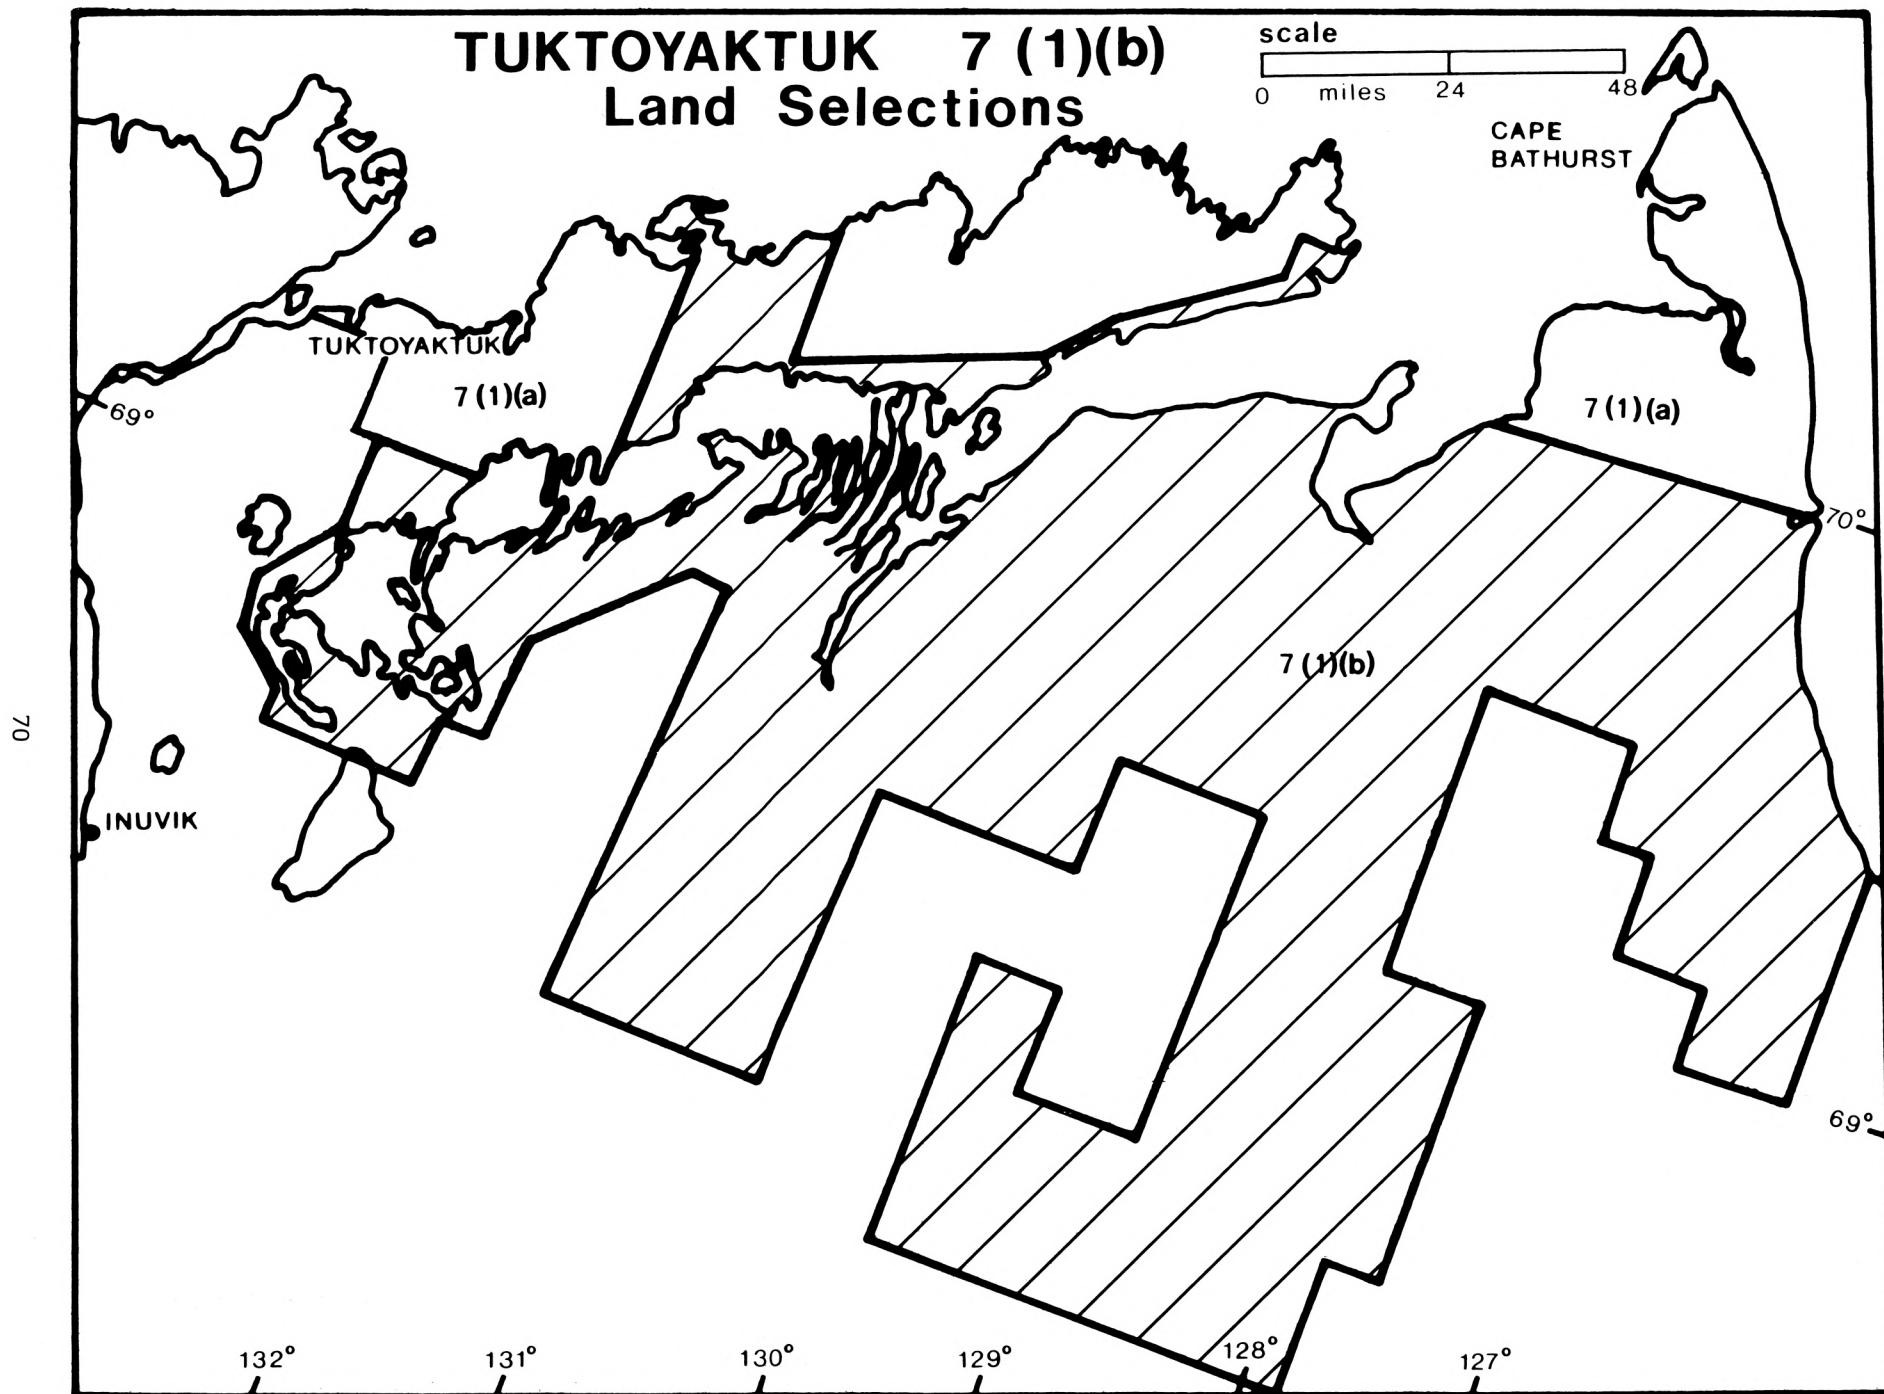 TUKTOYAKTUK 7 (1)(b)
Land Selections
scale
0 miles 24 48
CAPE
BATHURST
TUKTOYAKTUK
7 (1)(a)
7 (1)(a)
69°
70°
7 (1)(b)
70
INUVIK
69°
132° 131° 130° 129° 128° 127°